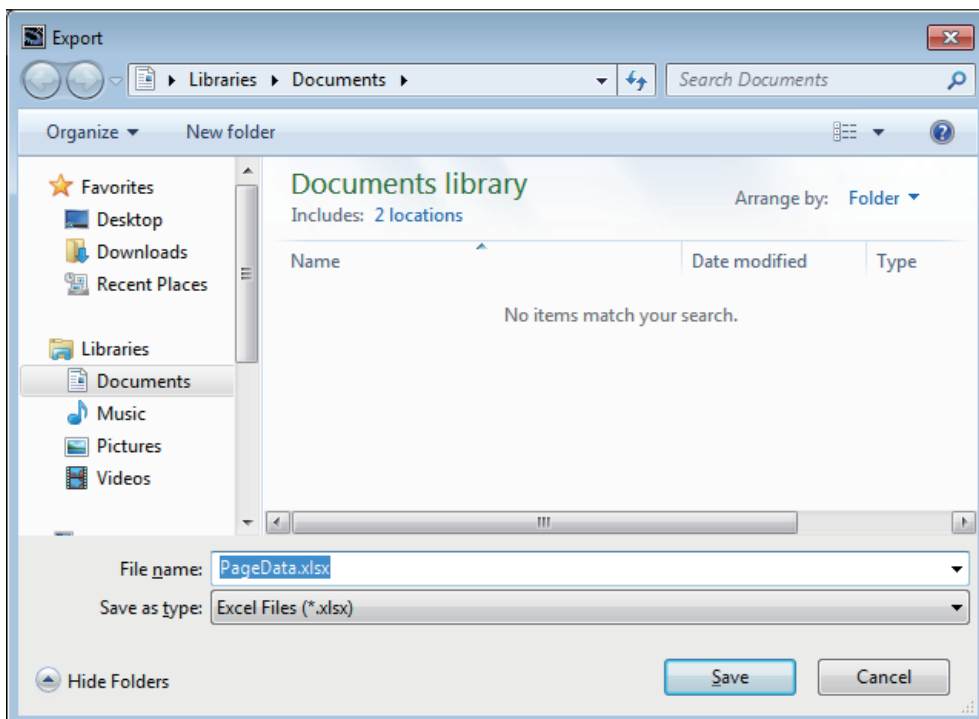 Export
Libraries Documents Search Documents
Organize New folder
Favorites
Desktop
Downloads
Recent Places
Libraries
Documents
Music
Pictures
Videos
Documents library
Includes: 2 locations
Arrange by: Folder
Name Date modified Type
No items match your search.
File name: PageData.xlsx
Save as type: Excel Files (*.xlsx)
Hide Folders Save Cancel